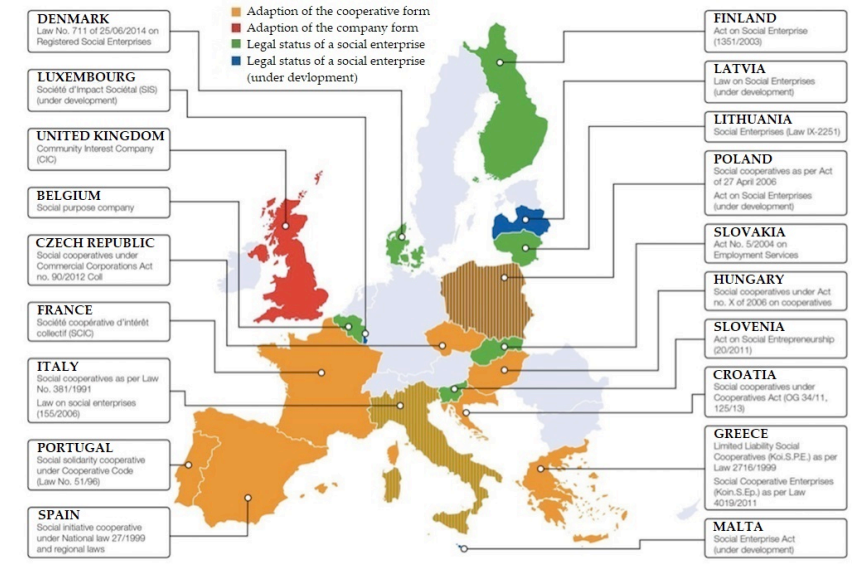 Adaption of the cooperative form
Adaption of the company form
Legal status of a social enterprise
Legal status of a social enterprise
(under devlopment)
DENMARK
Law No. 711 of 25/06/2014 on
Registered Social Enterprises
LUXEMBOURG
Société d'Impact Sociétal (SIS)
(under development)
UNITED KINGDOM
Community Interest Company
(CIC)
BELGIUM
Social purpose company
CZECH REPUBLIC
Social cooperatives under
Commercial Corporations Act
no. 90/2012 Coll
FRANCE
Société coopérative d'intérêt
collectif (SCIC)
ITALY
Social cooperatives as per Law
No. 381/1991
Law on social enterprises
(155/2006)
PORTUGAL
Social solidarity cooperative
under Cooperative Code
(Law No. 51/96)
SPAIN
Social initiative cooperative
under National law 27/1999
and regional laws
FINLAND
Act on Social Enterprise
(1351/2003)
LATVIA
Law on Social Enterprises
(under development)
LITHUANIA
Social Enterprises (Law IX-2251)
POLAND
Social cooperatives as per Act
of 27 April 2006
Act on Social Enterprises
(under development)
SLOVAKIA
Act No. 5/2004 on
Employment Services
HUNGARY
Social cooperatives under Act
no. X of 2006 on cooperatives
SLOVENIA
Act on Social Entrepreneurship
(20/2011)
CROATIA
Social cooperatives under
Cooperatives Act (OG 34/11,
125/13)
GREECE
Limited Liability Social
Cooperatives (Koi.S.P.E.) as per
Law 2716/1999
Social Cooperative Enterprises
(Koin.S.Ep.) as per Law
4019/2011
MALTA
Social Enterprise Act
(under development)